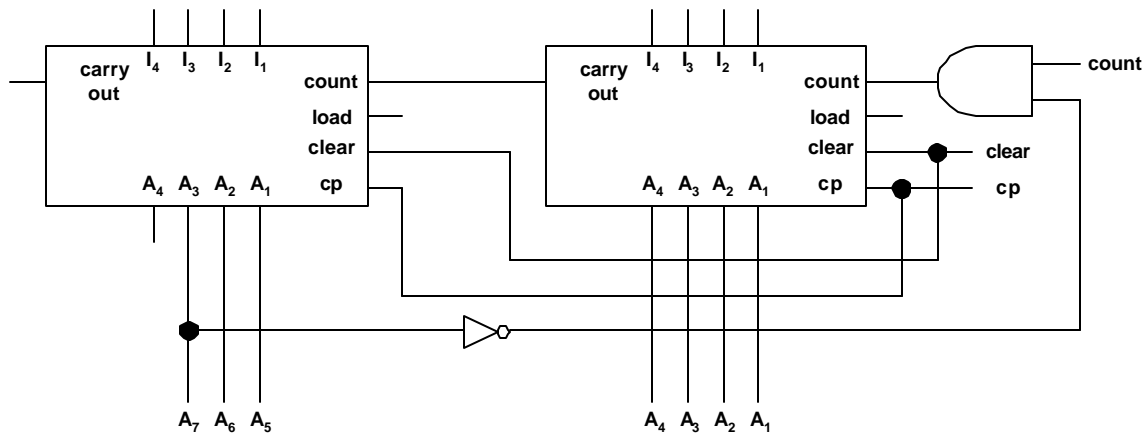 I4 I3 I2 I1
carry out
count
load
clear
cp
A4 A3 A2 A1
I4 I3 I2 I1
carry out
count
load
clear
cp
A4 A3 A2 A1
count
clear
cp
A7 A6 A5
A4 A3 A2 A1